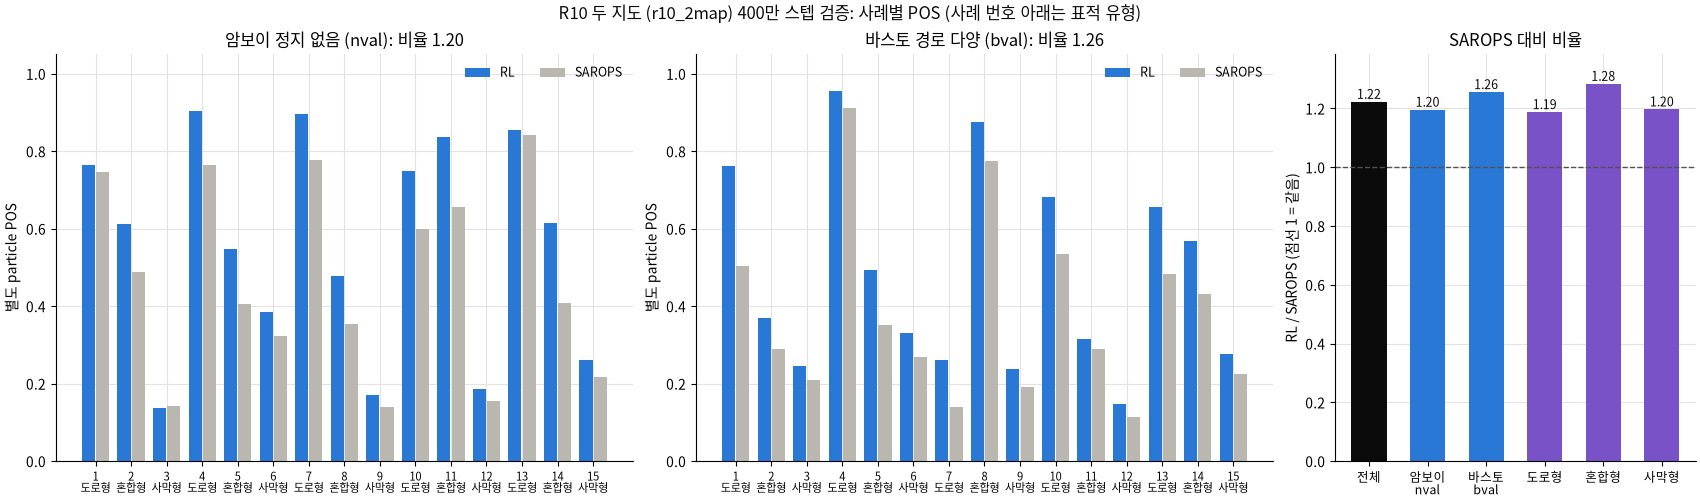 R10 두 지도 (r10_2map) 400만 스텝 검증: 사례별 POS (사례 번호 아래는 표적 유형)
암보이 정지 없음 (nval): 비율 1.20
RL
SAROPS
별도 particle POS
1.0
0.8
0.6
0.4
0.2
0.0
1 2 3 4 5 6 7 8 9 10 11 12 13 14 15
도로형 혼합형 사막형 도로형 혼합형 사막형 도로형 혼합형 사막형 도로형 혼합형 사막형 도로형 혼합형 사막형
바스토 경로 다양 (bval): 비율 1.26
RL
SAROPS
별도 particle POS
1.0
0.8
0.6
0.4
0.2
0.0
1 2 3 4 5 6 7 8 9 10 11 12 13 14 15
도로형 혼합형 사막형 도로형 혼합형 사막형 도로형 혼합형 사막형 도로형 혼합형 사막형 도로형 혼합형 사막형
SAROPS 대비 비율
RL / SAROPS (점선 1 = 같음)
1.2
1.0
0.8
0.6
0.4
0.2
0.0
1.22 1.20 1.26 1.19 1.28 1.20
전체 암보이 바스토 도로형 혼합형 사막형
nval bval